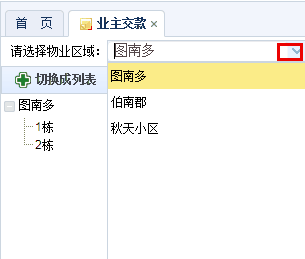 首 页
业主交款
请选择物业区域:
图南多
切换成列表
图南多
伯南郡
秋天小区
图南多
1栋
2栋